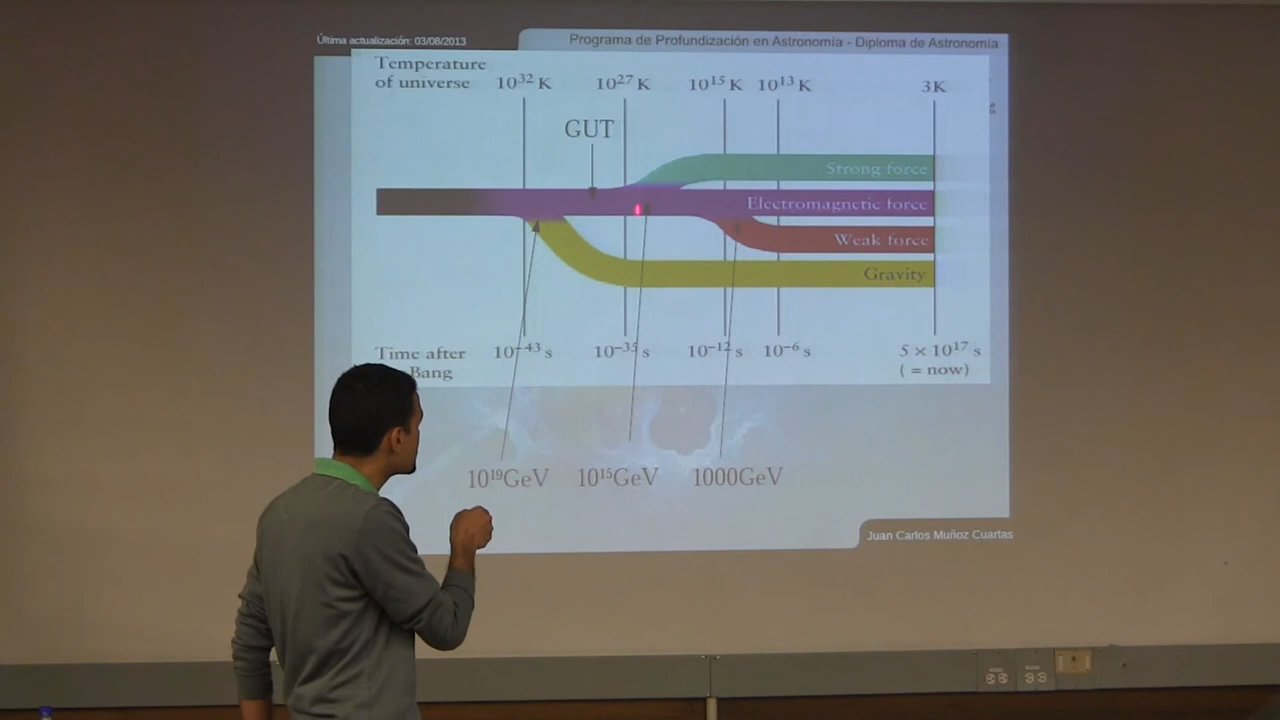 Última actualización: 03/08/2013
Programa de Profundización en Astronomía - Diploma de Astronomía
Temperature
of universe
10³² K
10²⁷ K
10¹⁵ K
10¹³ K
3K
GUT
Strong force
Electromagnetic force
Weak force
Gravity
Time after
Bang
10⁻⁴³ s
10⁻³⁵ s
10⁻¹² s
10⁻⁶ s
5 × 10¹⁷ s
( = now)
10¹⁹GeV
10¹⁵GeV
1000GeV
Juan Carlos Muñoz Cuartas